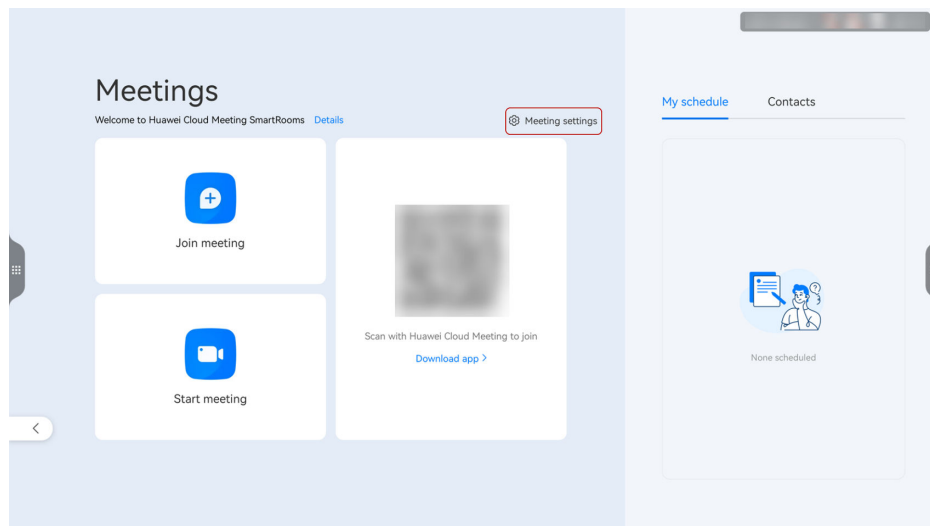 Meetings
Welcome to Huawei Cloud Meeting SmartRooms Details
Meeting settings
Join meeting
Start meeting
Scan with Huawei Cloud Meeting to join
Download app >
My schedule Contacts
None scheduled